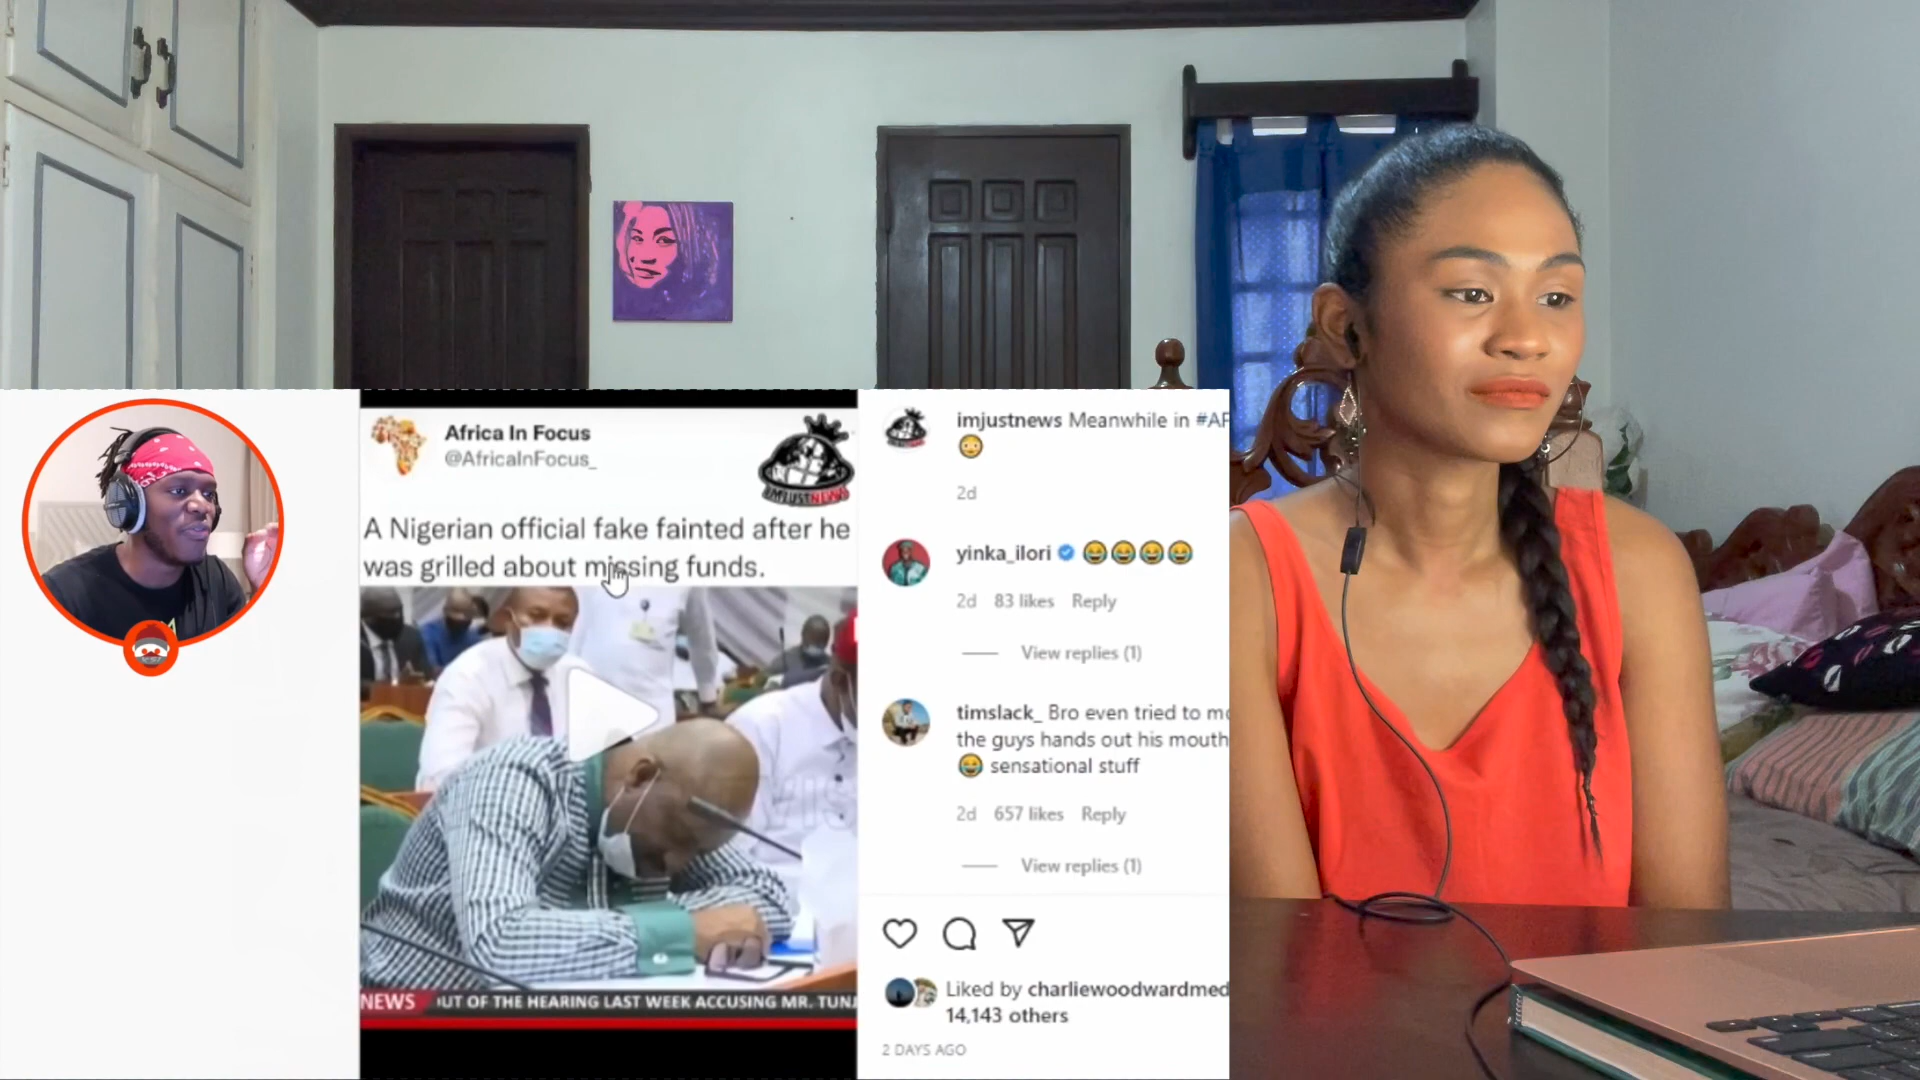 Africa In Focus
@AfricaInFocus_
IMJUSTNEWS
A Nigerian official fake fainted after he
was grilled about missing funds.
NEWS
UT OF THE HEARING LAST WEEK ACCUSING MR. TUNJ
imjustnews Meanwhile in #AF
2d
yinka_ilori
2d 83 likes Reply
View replies (1)
timslack_ Bro even tried to mo
the guys hands out his mouth
sensational stuff
2d 657 likes Reply
View replies (1)
Liked by charliewoodwardmed
14,143 others
2 DAYS AGO